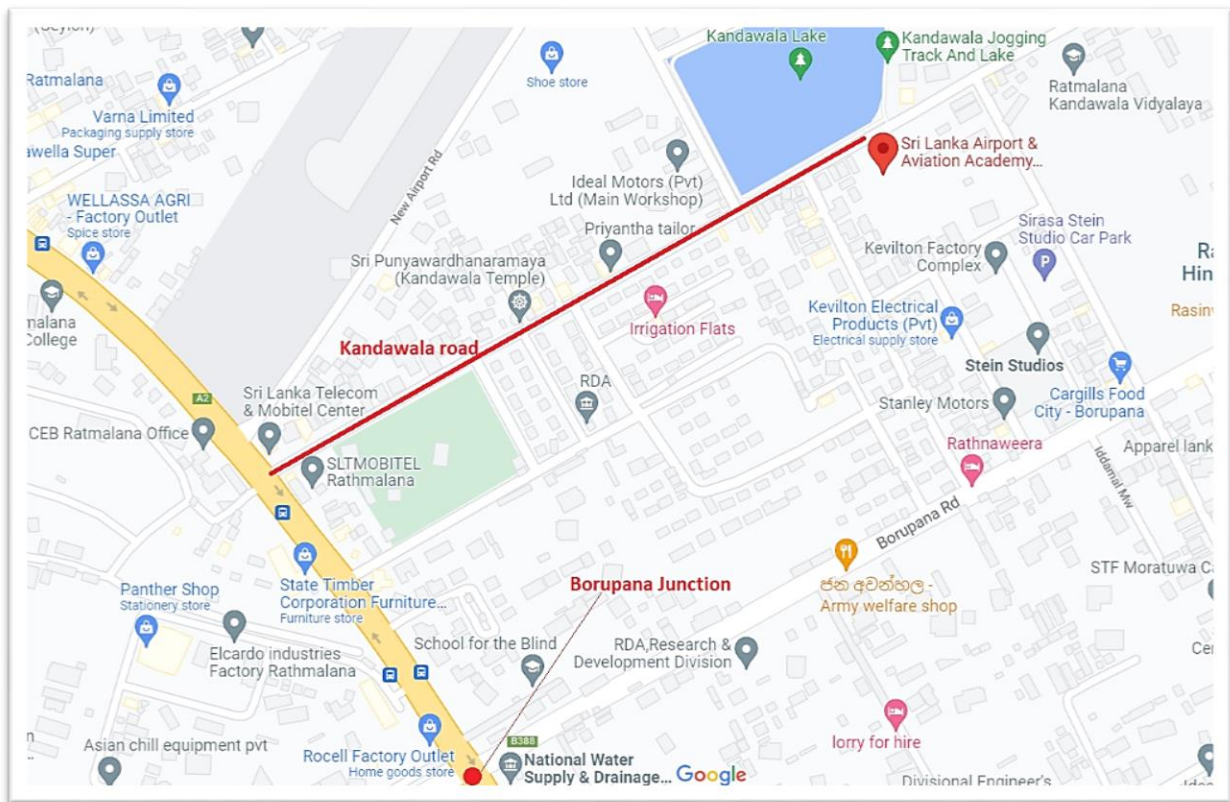 (Ceylon)
Ratmalana
Varna Limited
Packaging supply store
awella Super
WELLASSA AGRI
- Factory Outlet
Spice store
malana
College
Shoe store
New Airport Rd
Kandawala Lake
Kandawala Jogging
Track And Lake
Ratmalana
Kandawala Vidyalaya
Sri Lanka Airport &
Aviation Academy...
Ideal Motors (Pvt)
Ltd (Main Workshop)
Priyantha tailor
Sri Punyawardhanaramaya
(Kandawala Temple)
Sirasa Stein
Studio Car Park
P
Kevilton Factory
Complex
Irrigation Flats
Kevilton Electrical
Products (Pvt)
Electrical supply store
Kandawala road
Stein Studios
RDA
A2
Sri Lanka Telecom
& Mobitel Center
CEB Ratmalana Office
SLTMOBITEL
Rathmalana
Stanley Motors
Cargills Food
City - Borupana
Rathnaweera
Apparel lank
Iddamal Mw
Borupana Rd
ජන අවන්හල -
Army welfare shop
STF Moratuwa
State Timber
Corporation Furniture...
Furniture store
Panther Shop
Stationery store
Borupana Junction
Elcardo industries
Factory Rathmalana
School for the Blind
RDA,Research &
Development Division
lorry for hire
Asian chill equipment pvt
Rocell Factory Outlet
Home goods store
B388
National Water
Supply & Drainage...
Google
Divisional Engineer's